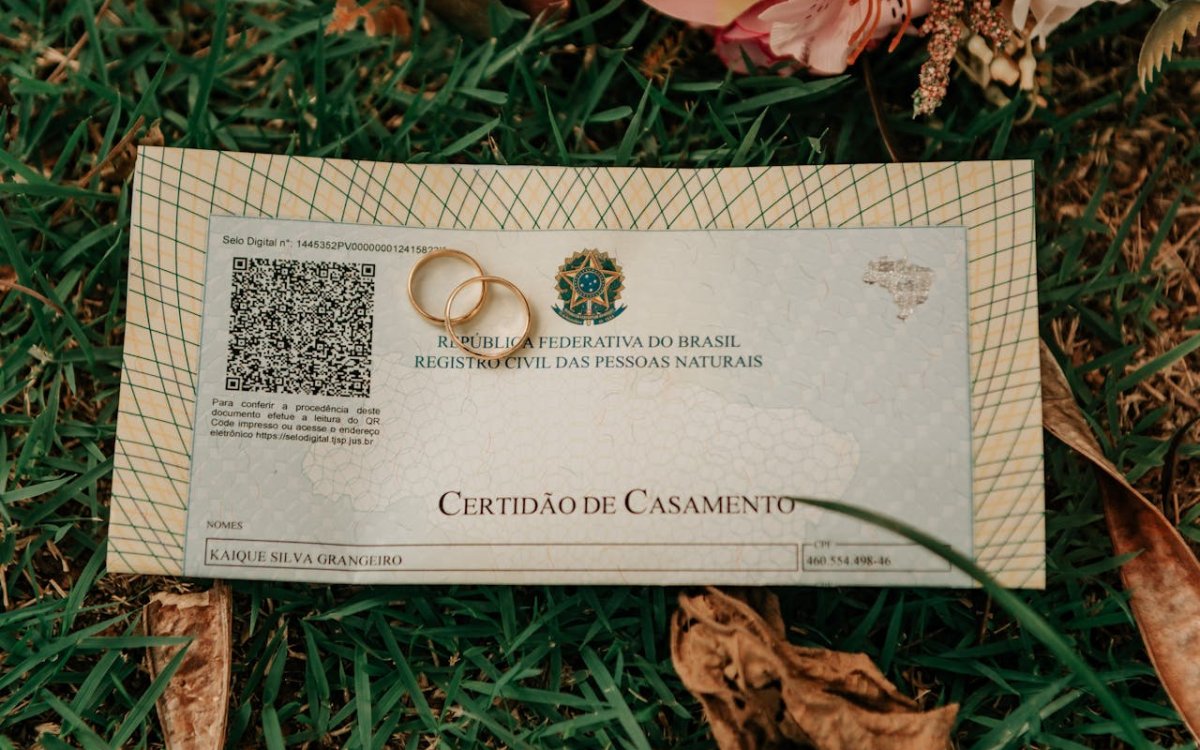 Selo Digital n°: 1445352PV000000012415822
REPÚBLICA FEDERATIVA DO BRASIL
REGISTRO CIVIL DAS PESSOAS NATURAIS
Para conferir a procedência deste
documento efetue a leitura do QR
Code impresso ou acesse o endereço
eletrônico https://selodigital.tjsp.jus.br
CERTIDÃO DE CASAMENTO
NOMES
CPF
KAIQUE SILVA GRANGEIRO
460.554.498-46